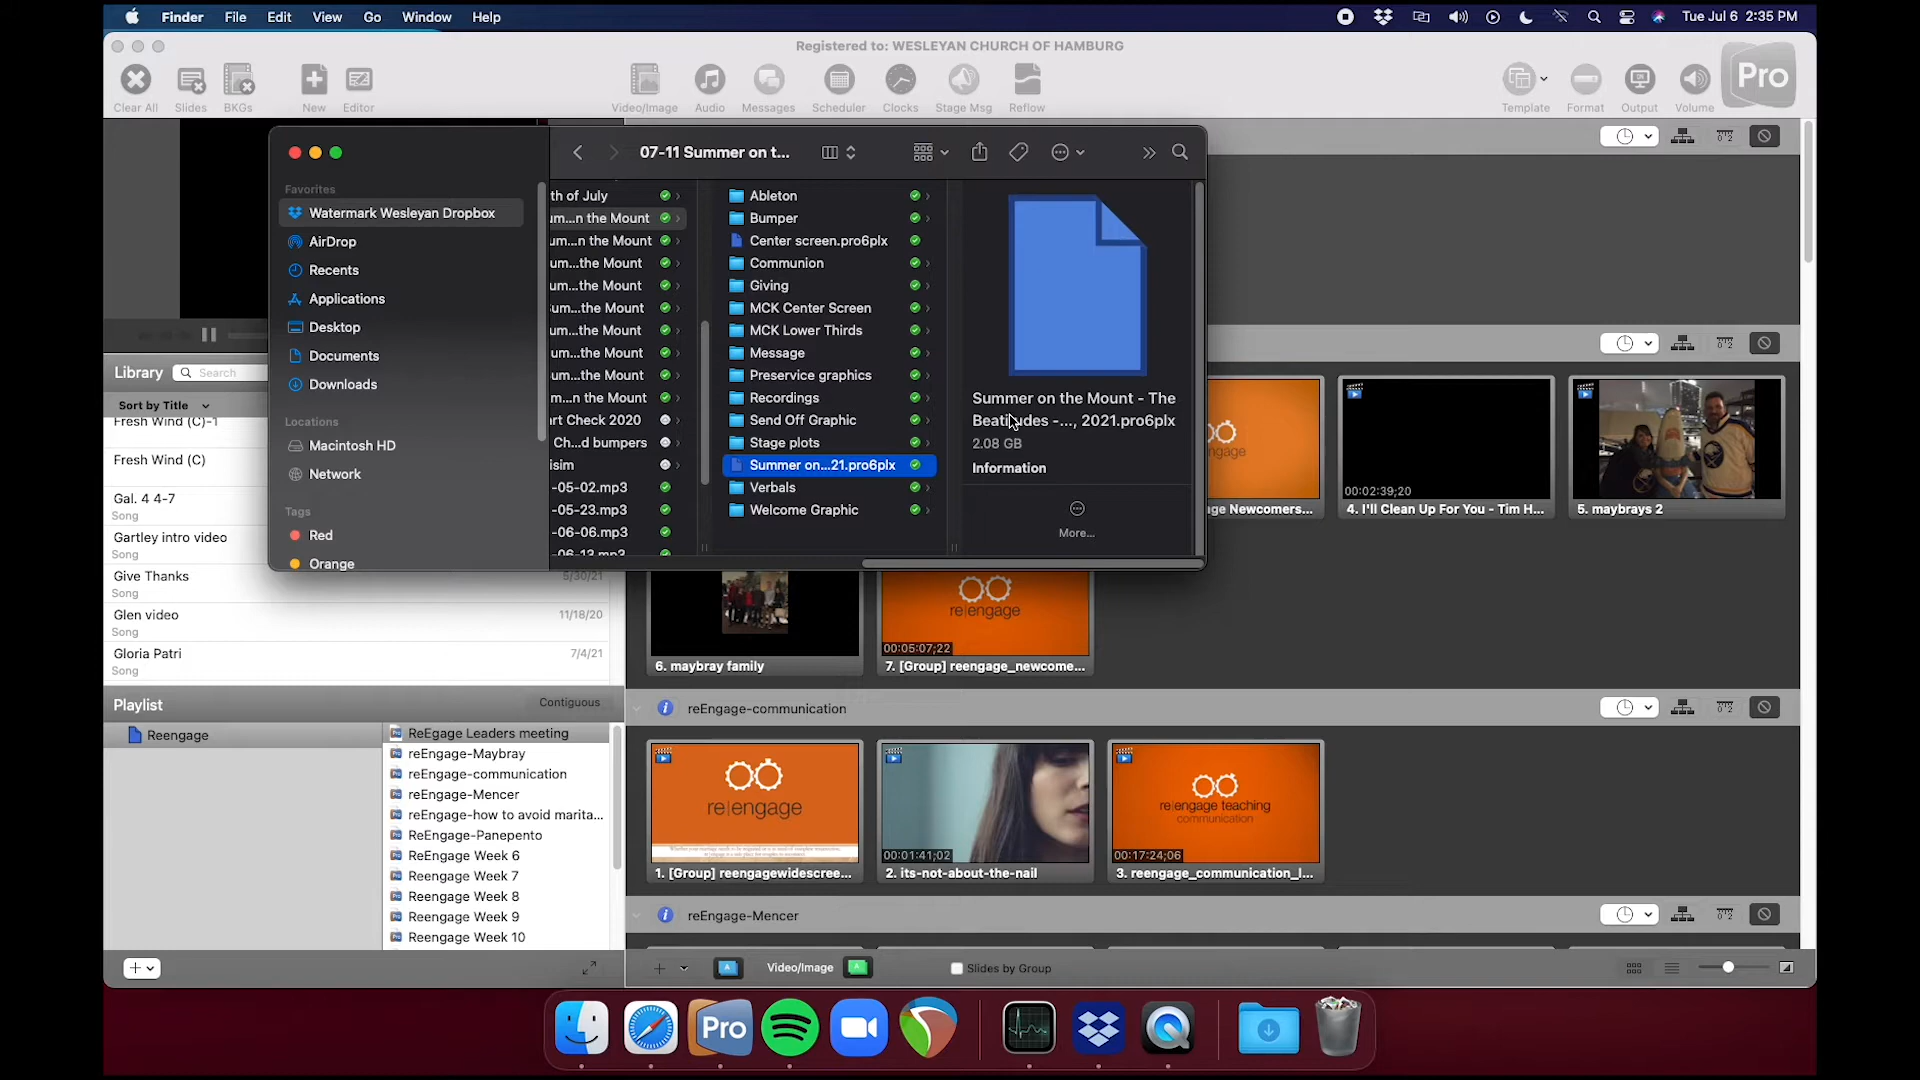 Finder File Edit View Go Window Help
Tue Jul 6 2:35 PM
Registered to: WESLEYAN CHURCH OF HAMBURG
Clear All Slides BKGs New Editor Video/Image Audio Messages Scheduler Clocks Stage Msg Reflow Template Format Output Volume
Pro
07-11 Summer on t...
Favorites
Watermark Wesleyan Dropbox
AirDrop
Recents
Applications
Desktop
Documents
Downloads
Locations
Macintosh HD
Network
Tags
Red
Orange
th of July
um...n the Mount
um...n the Mount
um...the Mount
um...the Mount
um...the Mount
um...the Mount
um...the Mount
um...the Mount
m...n the Mount
rt Check 2020
Ch...d bumpers
isim
-05-02.mp3
-05-23.mp3
-06-06.mp3
-06-13.mp3
Ableton
Bumper
Center screen.pro6plx
Communion
Giving
MCK Center Screen
MCK Lower Thirds
Message
Preservice graphics
Recordings
Send Off Graphic
Stage plots
Summer on...21.pro6plx
Verbals
Welcome Graphic
Summer on the Mount - The
Beatitudes -..., 2021.pro6plx
2.08 GB
Information
More...
Library Search
Sort by Title
Fresh Wind (C)-1
Fresh Wind (C)
Gal. 4 4-7
Song
Gartley intro video
Song
Give Thanks 5/30/21
Song
Glen video 11/18/20
Song
Gloria Patri 7/4/21
Song
Playlist Contiguous
Reengage
ReEgage Leaders meeting
reEngage-Maybray
reEngage-communication
reEngage-Mencer
reEngage-how to avoid marita...
ReEngage-Panepento
ReEngage Week 6
Reengage Week 7
ReEngage Week 8
Reengage Week 9
Reengage Week 10
ngage
ge Newcomers...
00:02:39;20
4. I'll Clean Up For You - Tim H...
5. maybrays 2
6. maybray family
re|engage
00:05:07;22
7. [Group] reengage_newcome...
reEngage-communication
re|engage
1. [Group] reengagewidescree...
00:01:41;02
2. its-not-about-the-nail
re|engage teaching
communication
00:17:24;06
3. reengage_communication_l...
reEngage-Mencer
Video/Image
Slides by Group
Pro